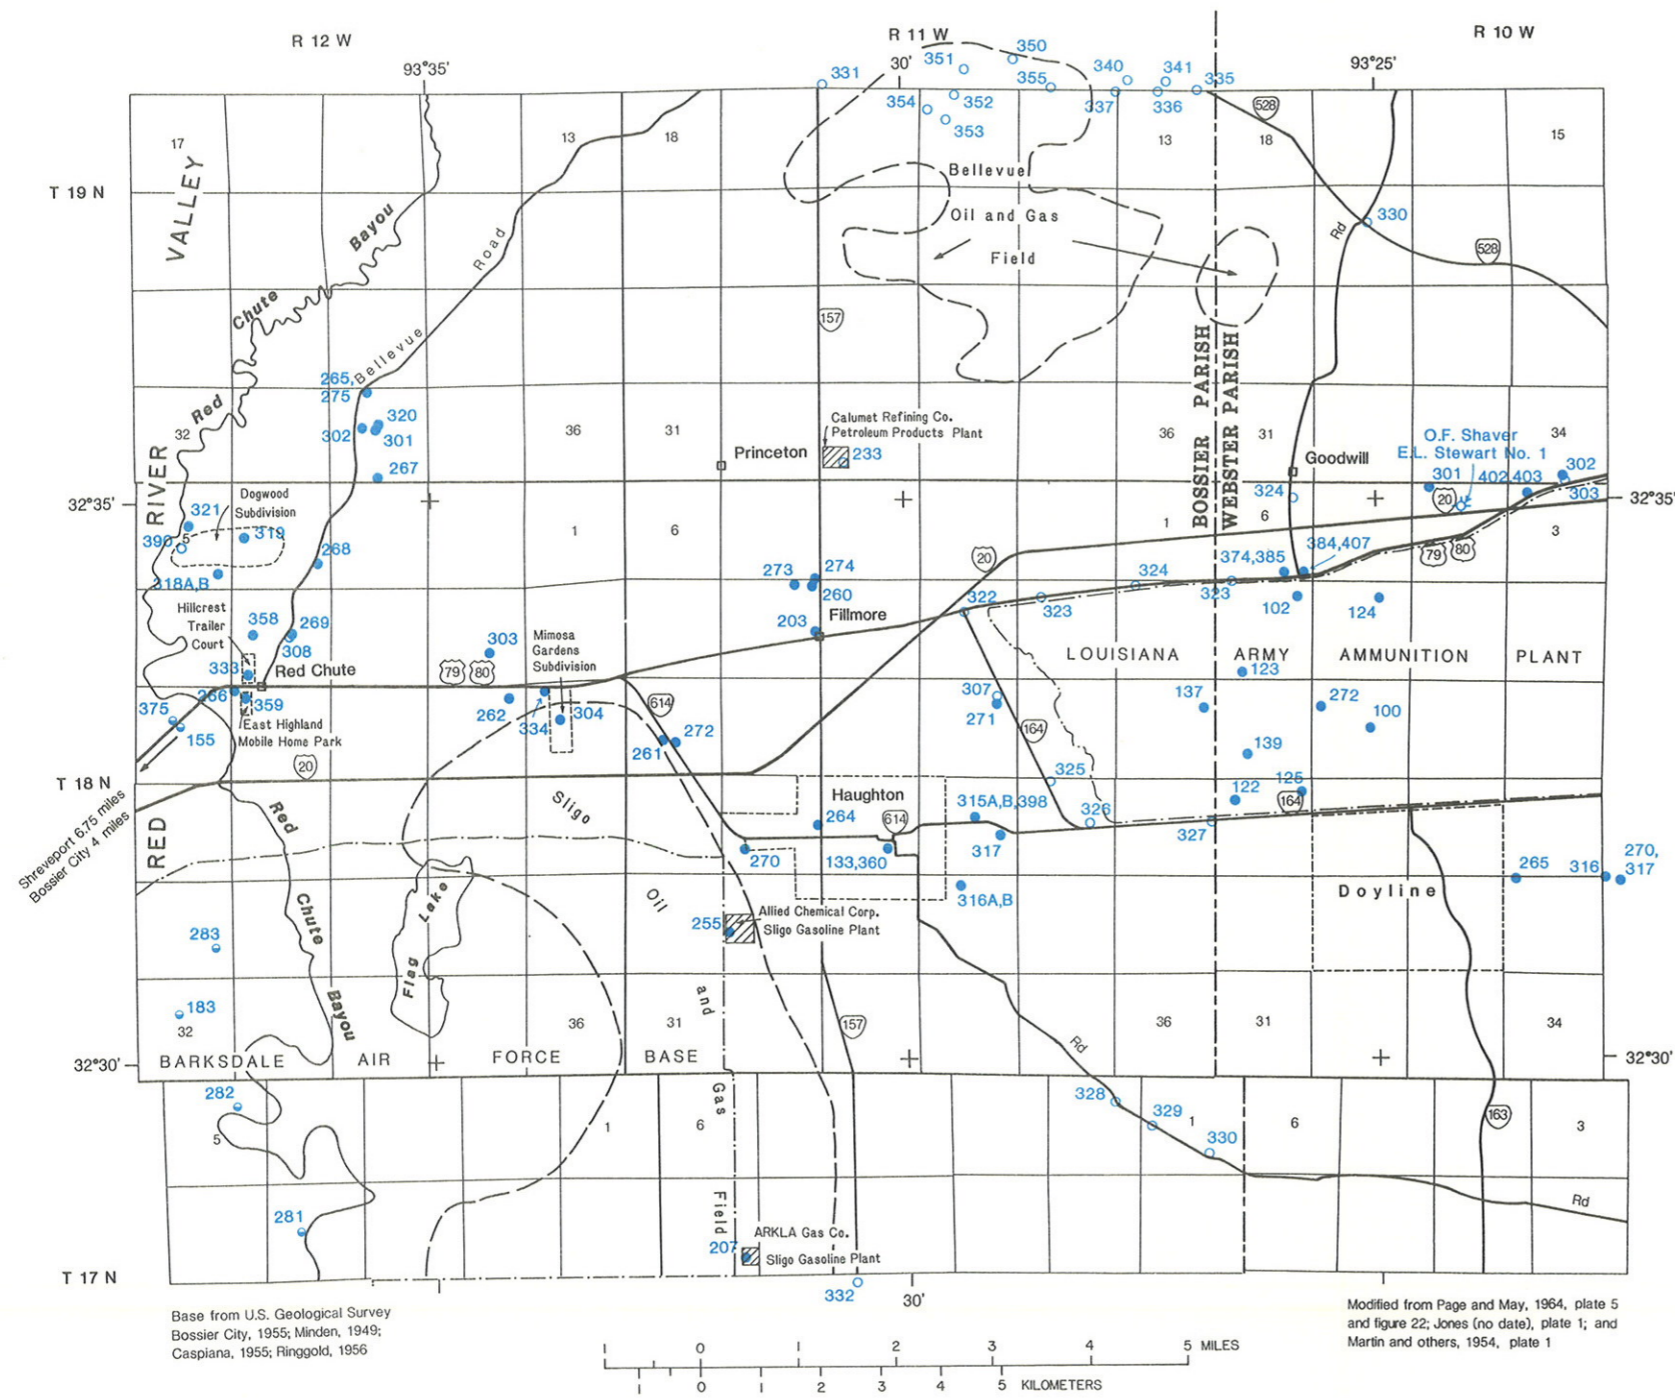 R 12 W
R 11 W
R 10 W
93°35'
30'
93°25'
331
351
350
355
340
341
335
354
352
353
337
336
528
17
13
18
13
18
15
T 19 N
VALLEY
Bayou
Road
Bellevue
Oil and Gas
Field
330
Rd
528
Chute
157
Bellevue
BOSSIER PARISH
WEBSTER PARISH
265,
275
Red
320
302
301
267
32
36
31
Calumet Refining Co.
Petroleum Products Plant
233
Princeton
36
31
34
Goodwill
O.F. Shaver
E.L. Stewart No. 1
301
402,403
302
303
20
324
32°35'
32°35'
RIVER
Dogwood
Subdivision
321
319
390
5
318A,B
268
1
6
1
6
3
273
274
260
20
374,385
384,407
79
80
324
323
322
323
102
124
Hillcrest
Trailer
Court
358
269
308
203
Fillmore
303
Mimosa
Gardens
Subdivision
LOUISIANA
ARMY
AMMUNITION
PLANT
333
Red Chute
79
80
266
359
375
155
East Highland
Mobile Home Park
262
334
304
614
261
272
307
271
164
137
123
272
100
139
20
T 18 N
Shreveport 6.75 miles
Bossier City 4 miles
RED
Red
Sligo
Haughton
264
614
315A,B,398
325
326
122
125
164
327
317
270
133,360
316A,B
Doyline
265
316
270,
317
Flag Lake
Chute
Oil
Allied Chemical Corp.
Sligo Gasoline Plant
255
283
183
32
Bayou
and
36
31
157
36
31
34
Rd
32°30'
32°30'
BARKSDALE
AIR
FORCE
BASE
282
5
Gas
1
6
328
329
1
330
6
163
3
281
Field
Rd
ARKLA Gas Co.
Sligo Gasoline Plant
207
T 17 N
332
30'
Base from U.S. Geological Survey
Bossier City, 1955; Minden, 1949;
Caspiana, 1955; Ringgold, 1956
Modified from Page and May, 1964, plate 5
and figure 22; Jones (no date), plate 1; and
Martin and others, 1954, plate 1
1 0 1 2 3 4 5 MILES
1 0 1 2 3 4 5 KILOMETERS